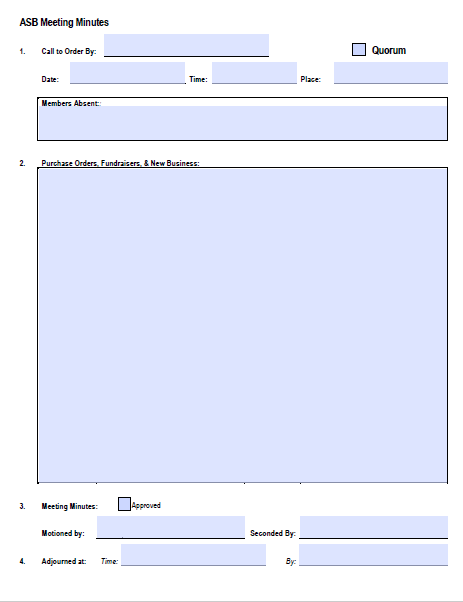 ASB Meeting Minutes
1. Call to Order By: Quorum
Date: Time: Place:
Members Absent:
2. Purchase Orders, Fundraisers, & New Business:
3. Meeting Minutes: Approved
Motioned by: Seconded By:
4. Adjourned at: Time: By: